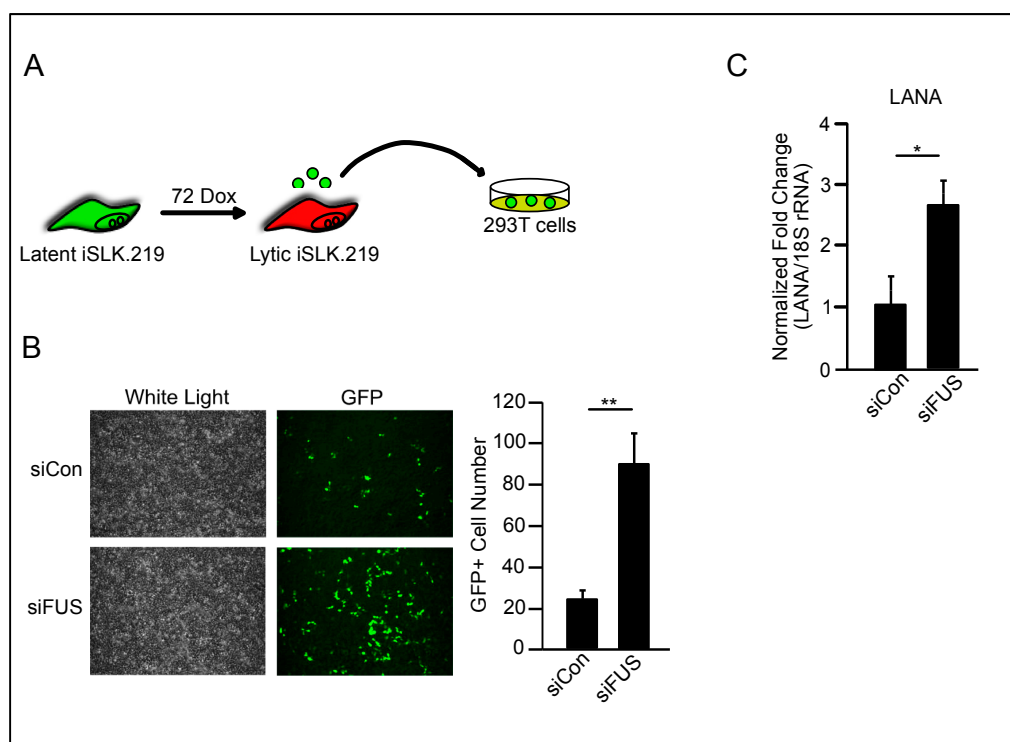 A
72 Dox
Latent iSLK.219
Lytic iSLK.219
293T cells
B
White Light
GFP
siCon
siFUS
GFP+ Cell Number
120
100
80
60
40
20
0
**
siCon
siFUS
C
LANA
Normalized Fold Change
(LANA/18S rRNA)
4
3
2
1
0
*
siCon
siFUS